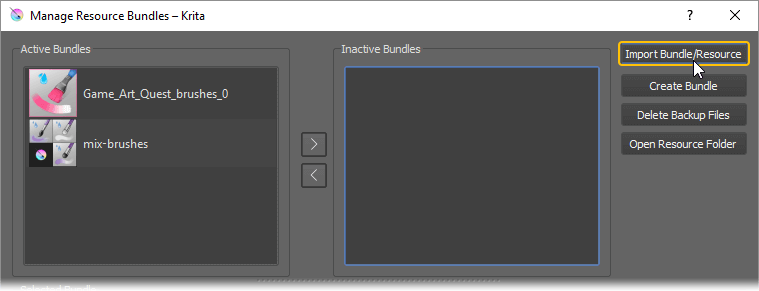 Manage Resource Bundles – Krita
Active Bundles
Game_Art_Quest_brushes_0
mix-brushes
Inactive Bundles
Import Bundle/Resource
Create Bundle
Delete Backup Files
Open Resource Folder